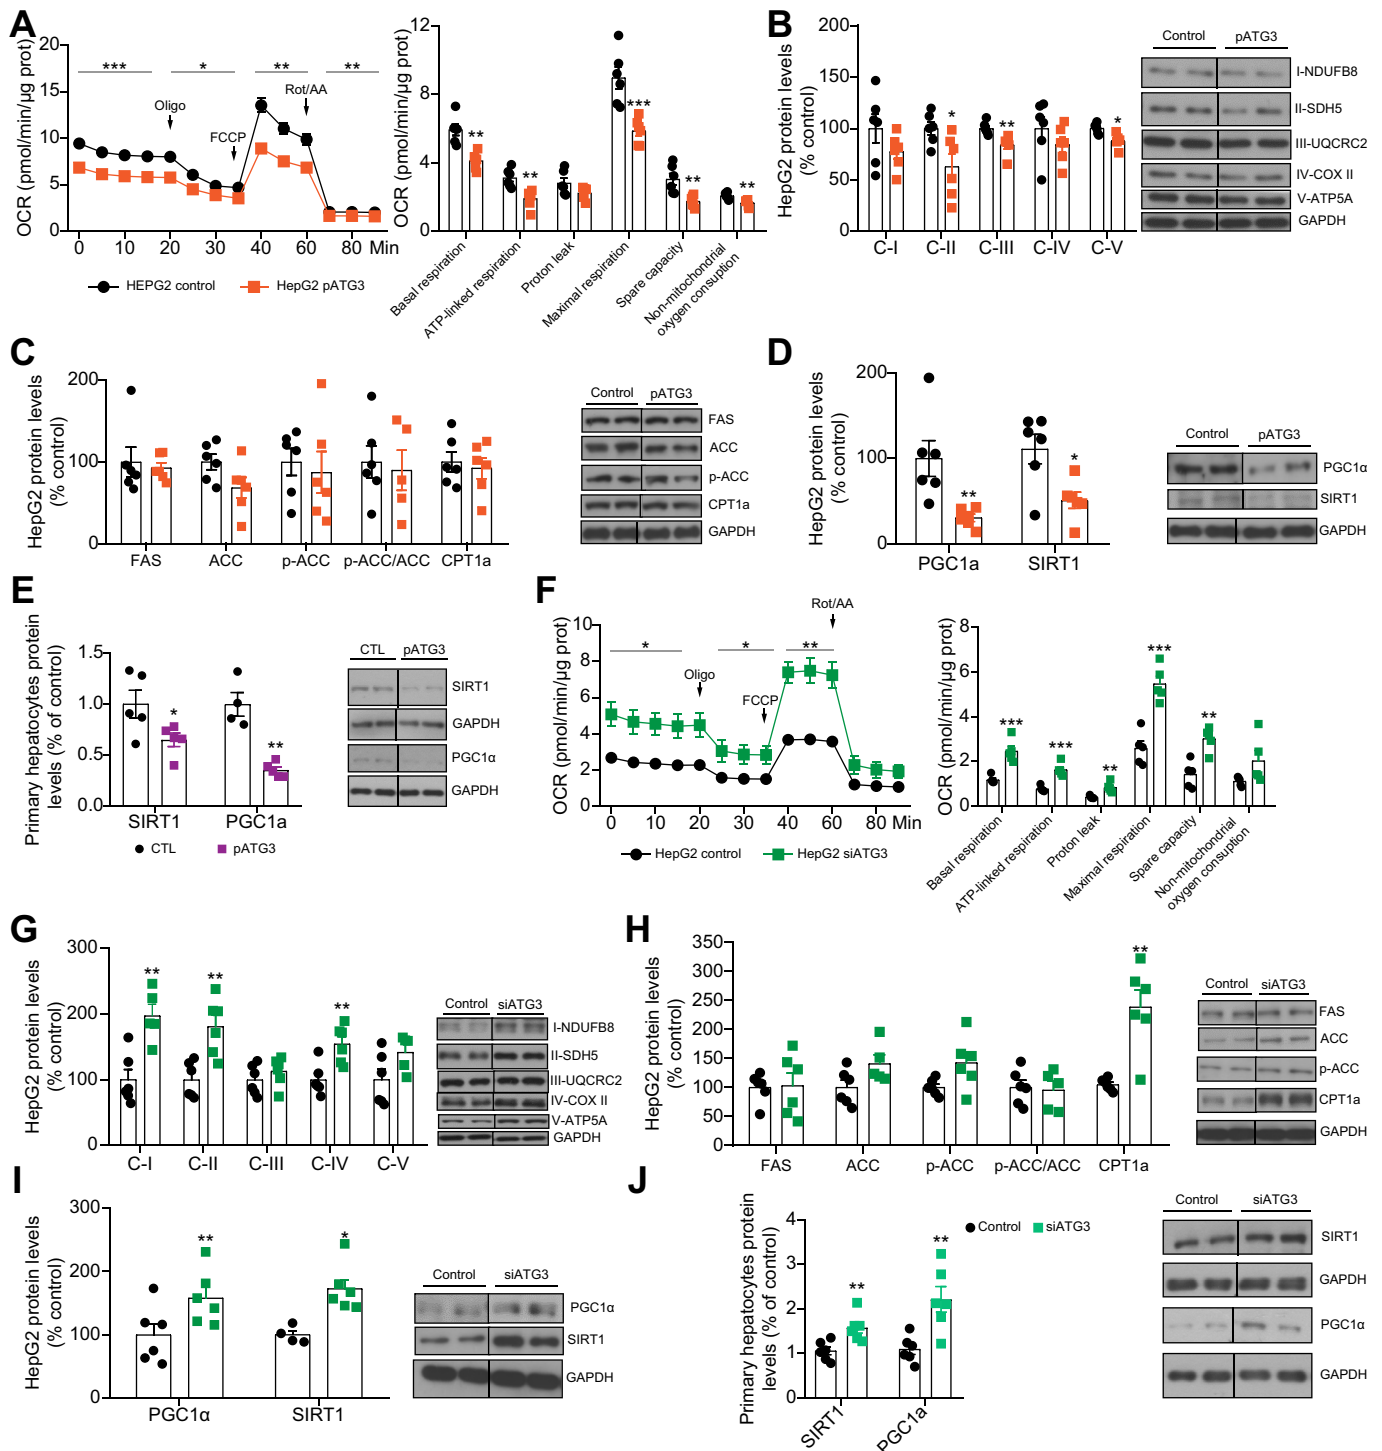 A
OCR (pmol/min/µg prot)
20
15
10
5
0
***
*
**
**
Oligo
FCCP
Rot/AA
0 10 20 30 40 60 80 Min
HEPG2 control HepG2 pATG3
OCR (pmol/min/µg prot)
12
8
4
0
**
**
***
**
**
Basal respiration
ATP-linked respiration
Proton leak
Maximal respiration
Spare capacity
Non-mitochondrial
oxygen consuption
B
HepG2 protein levels
(% control)
200
150
100
50
0
*
**
*
C-I C-II C-III C-IV C-V
Control pATG3
I-NDUFB8
II-SDH5
III-UQCRC2
IV-COX II
V-ATP5A
GAPDH
C
HepG2 protein levels
(% control)
200
100
0
FAS ACC p-ACC p-ACC/ACC CPT1a
Control pATG3
FAS
ACC
p-ACC
CPT1a
GAPDH
D
HepG2 protein levels
(% control)
200
150
100
50
0
**
*
PGC1a SIRT1
Control pATG3
PGC1α
SIRT1
GAPDH
E
Primary hepatocytes protein
levels (% of control)
1.5
1.0
0.5
0.0
*
**
SIRT1 PGC1a
CTL pATG3
CTL pATG3
SIRT1
GAPDH
PGC1α
GAPDH
F
OCR (pmol/min/µg prot)
10
8
6
4
2
0
*
*
**
Oligo
FCCP
Rot/AA
0 10 20 30 40 60 80 Min
HepG2 control HepG2 siATG3
OCR (pmol/min/µg prot)
8
6
4
2
0
***
***
**
***
**
Basal respiration
ATP-linked respiration
Proton leak
Maximal respiration
Spare capacity
Non-mitochondrial
oxygen consuption
G
HepG2 protein levels
(% control)
300
200
100
0
**
**
**
C-I C-II C-III C-IV C-V
Control siATG3
I-NDUFB8
II-SDH5
III-UQCRC2
IV-COX II
V-ATP5A
GAPDH
H
HepG2 protein levels
(% control)
350
300
250
200
150
100
50
0
**
FAS ACC p-ACC p-ACC/ACC CPT1a
Control siATG3
FAS
ACC
p-ACC
CPT1a
GAPDH
I
HepG2 protein levels
(% control)
300
200
100
0
**
*
PGC1α SIRT1
Control siATG3
PGC1α
SIRT1
GAPDH
J
Primary hepatocytes protein
levels (% of control)
4
3
2
1
0
**
**
SIRT1 PGC1a
Control siATG3
Control siATG3
SIRT1
GAPDH
PGC1α
GAPDH